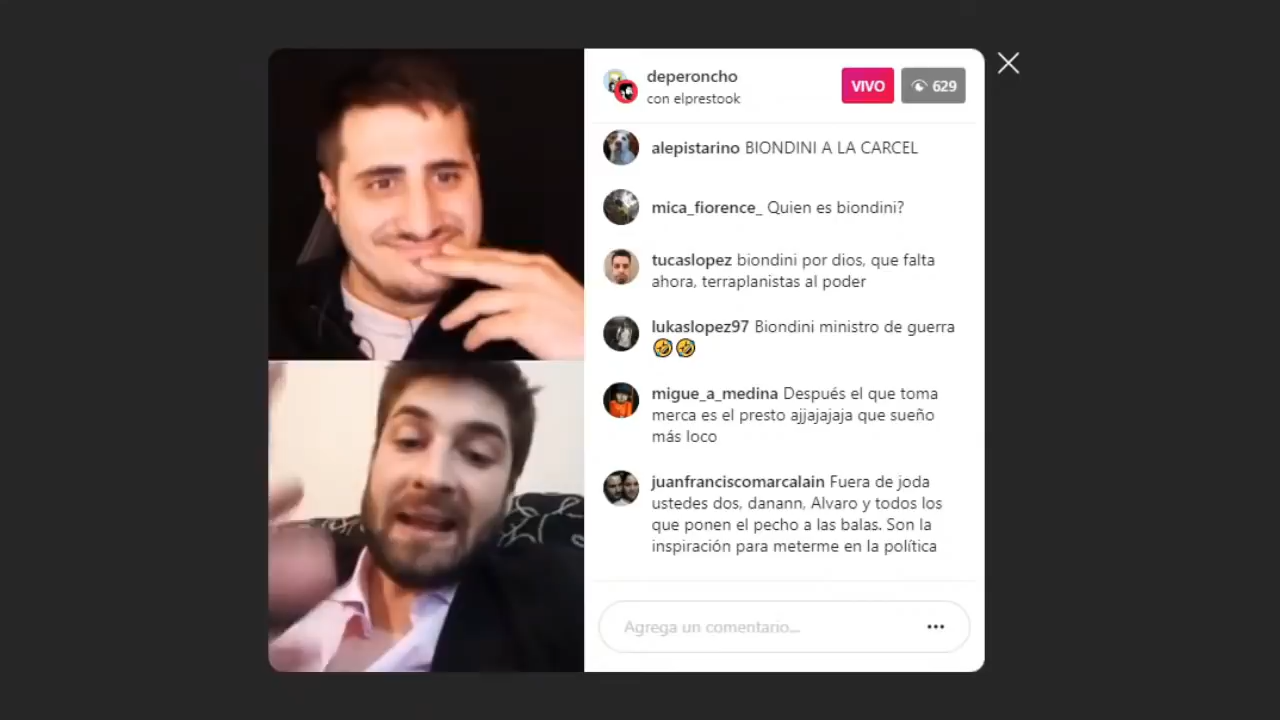 deperoncho
con elprestook
VIVO
629
alepistarino BIONDINI A LA CARCEL
mica_fiorence_ Quien es biondini?
tucaslopez biondini por dios, que falta
ahora, terraplanistas al poder
lukaslopez97 Biondini ministro de guerra
🤣🤣
migue_a_medina Después el que toma
merca es el presto ajjajajaja que sueño
más loco
juanfranciscomarcalain Fuera de joda
ustedes dos, danann, Alvaro y todos los
que ponen el pecho a las balas. Son la
inspiración para meterme en la política
Agrega un comentario...